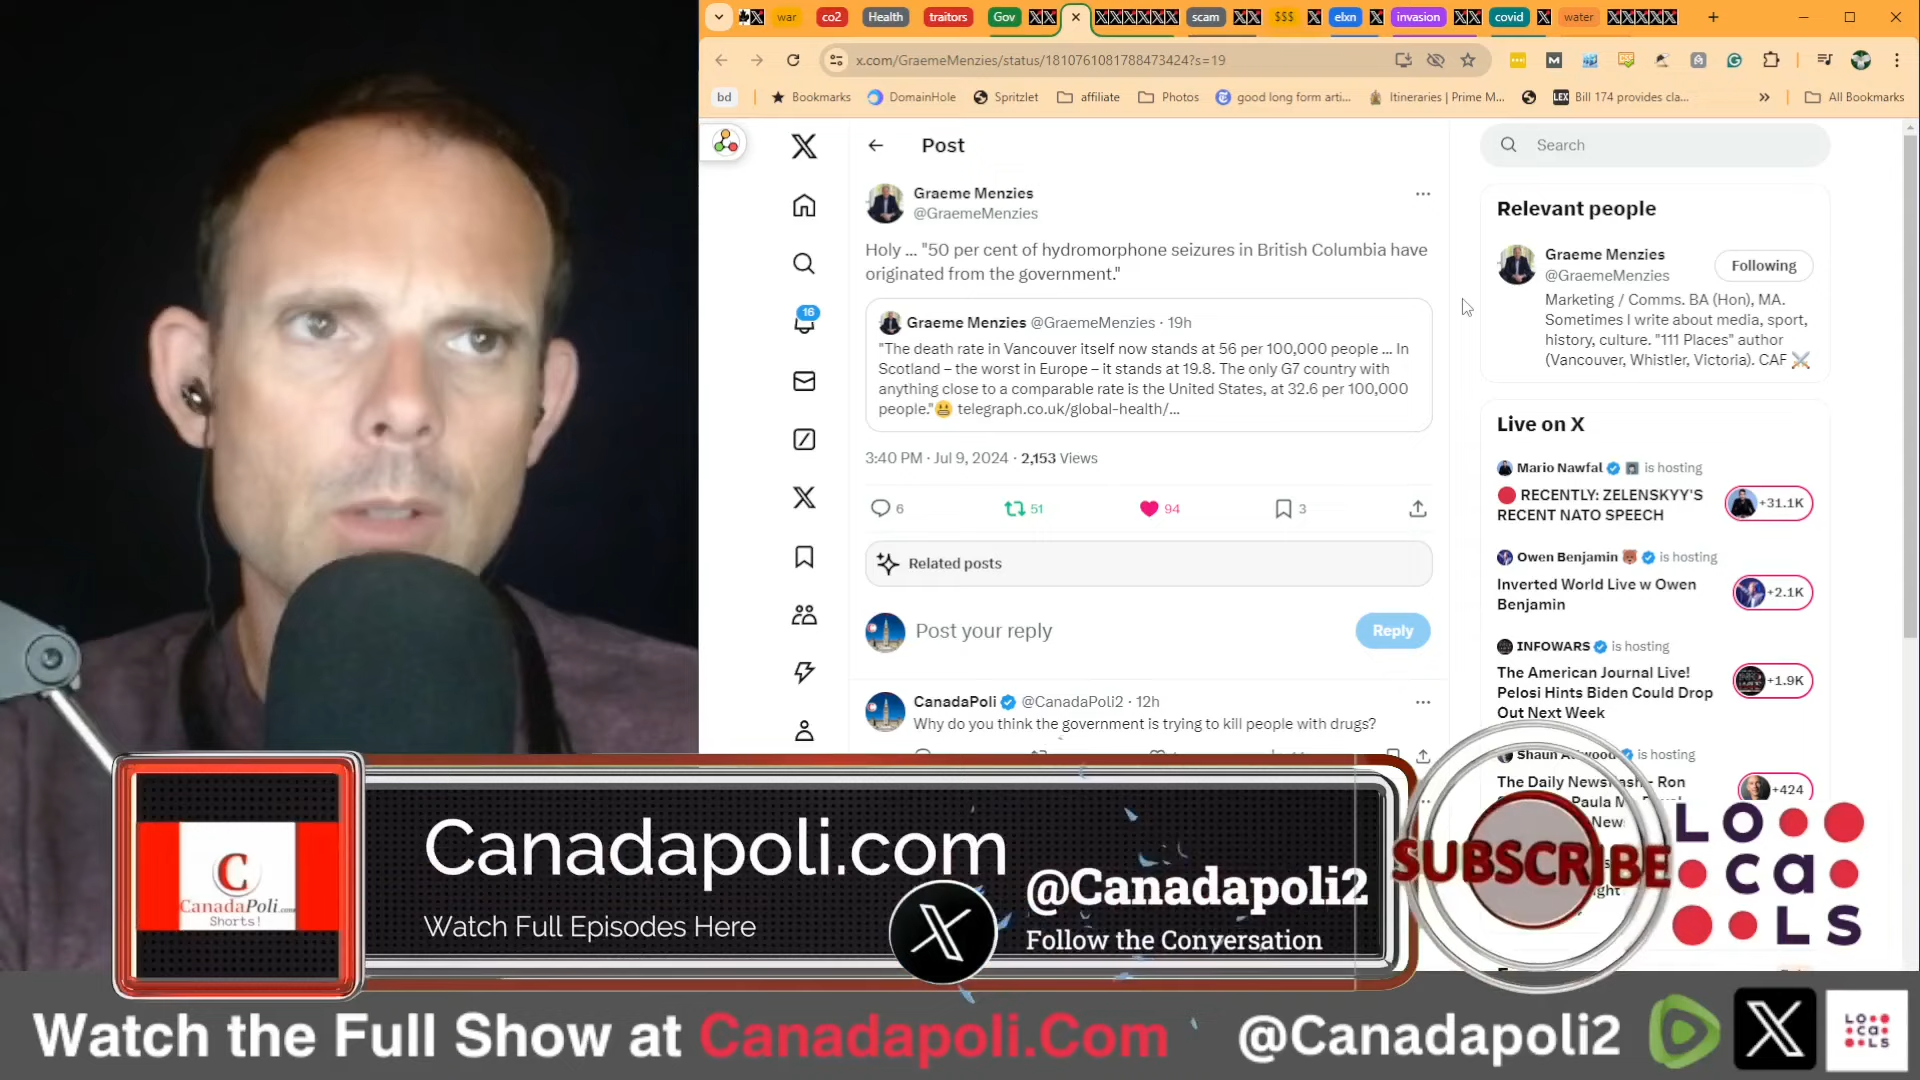 war
co2
Health
traitors
Gov
scam
$$$
elxn
invasion
covid
water
x.com/GraemeMenzies/status/1810761081788473424?s=19
bd
Bookmarks
DomainHole
Spritzlet
affiliate
Photos
good long form arti...
Itineraries | Prime M...
LEX
Bill 174 provides cla...
All Bookmarks
Post
Search
Graeme Menzies
@GraemeMenzies
Holy ... "50 per cent of hydromorphone seizures in British Columbia have
originated from the government."
Graeme Menzies @GraemeMenzies · 19h
"The death rate in Vancouver itself now stands at 56 per 100,000 people ... In
Scotland – the worst in Europe – it stands at 19.8. The only G7 country with
anything close to a comparable rate is the United States, at 32.6 per 100,000
people."😬 telegraph.co.uk/global-health/...
3:40 PM · Jul 9, 2024 · 2,153 Views
6
51
94
3
Related posts
Post your reply
Reply
CanadaPoli @CanadaPoli2 · 12h
Why do you think the government is trying to kill people with drugs?
16
Relevant people
Graeme Menzies
@GraemeMenzies
Following
Marketing / Comms. BA (Hon), MA.
Sometimes I write about media, sport,
history, culture. "111 Places" author
(Vancouver, Whistler, Victoria). CAF ⚔️
Live on X
Mario Nawfal is hosting
🔴 RECENTLY: ZELENSKYY'S
RECENT NATO SPEECH
+31.1K
Owen Benjamin 🐻 is hosting
Inverted World Live w Owen
Benjamin
+2.1K
INFOWARS is hosting
The American Journal Live!
Pelosi Hints Biden Could Drop
Out Next Week
+1.9K
is hosting
The Daily Ron
Paula
+424
C
CanadaPoli.com
Shorts!
Canadapoli.com
Watch Full Episodes Here
@Canadapoli2
Follow the Conversation
SUBSCRIBE
LOcaLS
Watch the Full Show at Canadapoli.Com
@Canadapoli2
LOcaLS